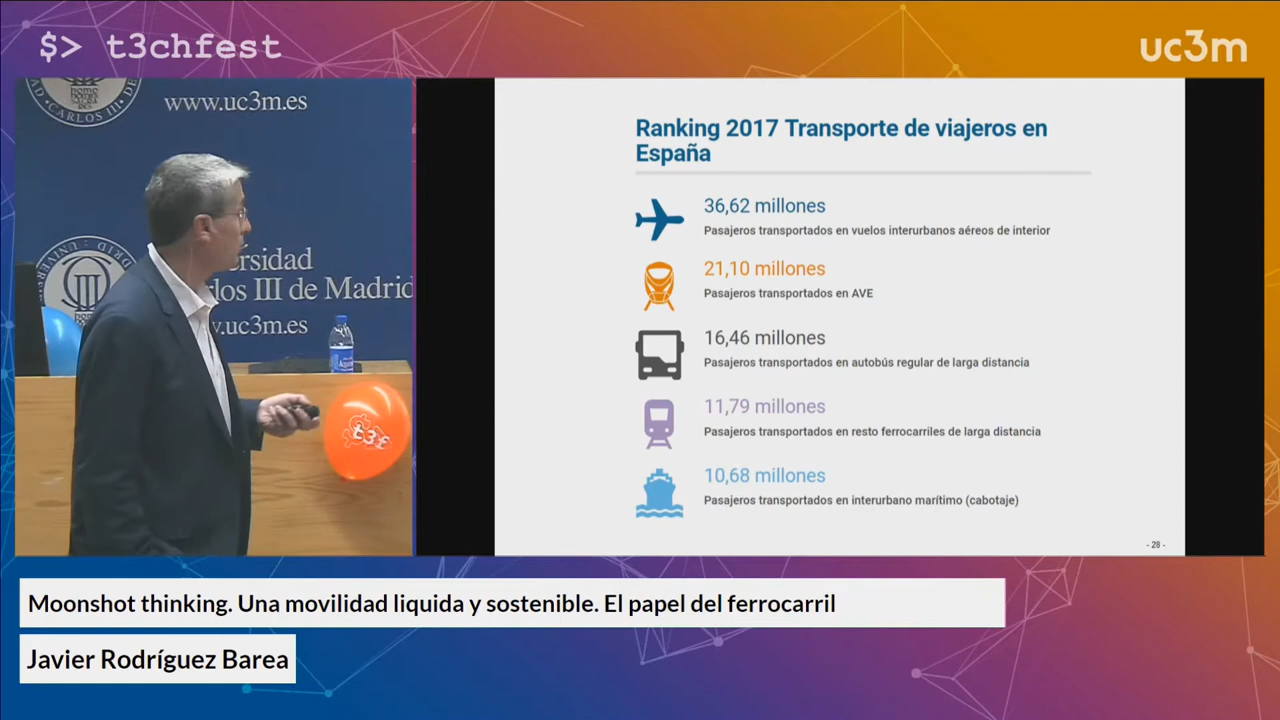 $> t3chfest
uc3m
www.uc3m.es
CARLOS III
ersidad
los III de Madrid
.uc3m.es
t3f
Ranking 2017 Transporte de viajeros en
España
36,62 millones
Pasajeros transportados en vuelos interurbanos aéreos de interior
21,10 millones
Pasajeros transportados en AVE
16,46 millones
Pasajeros transportados en autobús regular de larga distancia
11,79 millones
Pasajeros transportados en resto ferrocarriles de larga distancia
10,68 millones
Pasajeros transportados en interurbano marítimo (cabotaje)
- 28 -
Moonshot thinking. Una movilidad liquida y sostenible. El papel del ferrocarril
Javier Rodríguez Barea